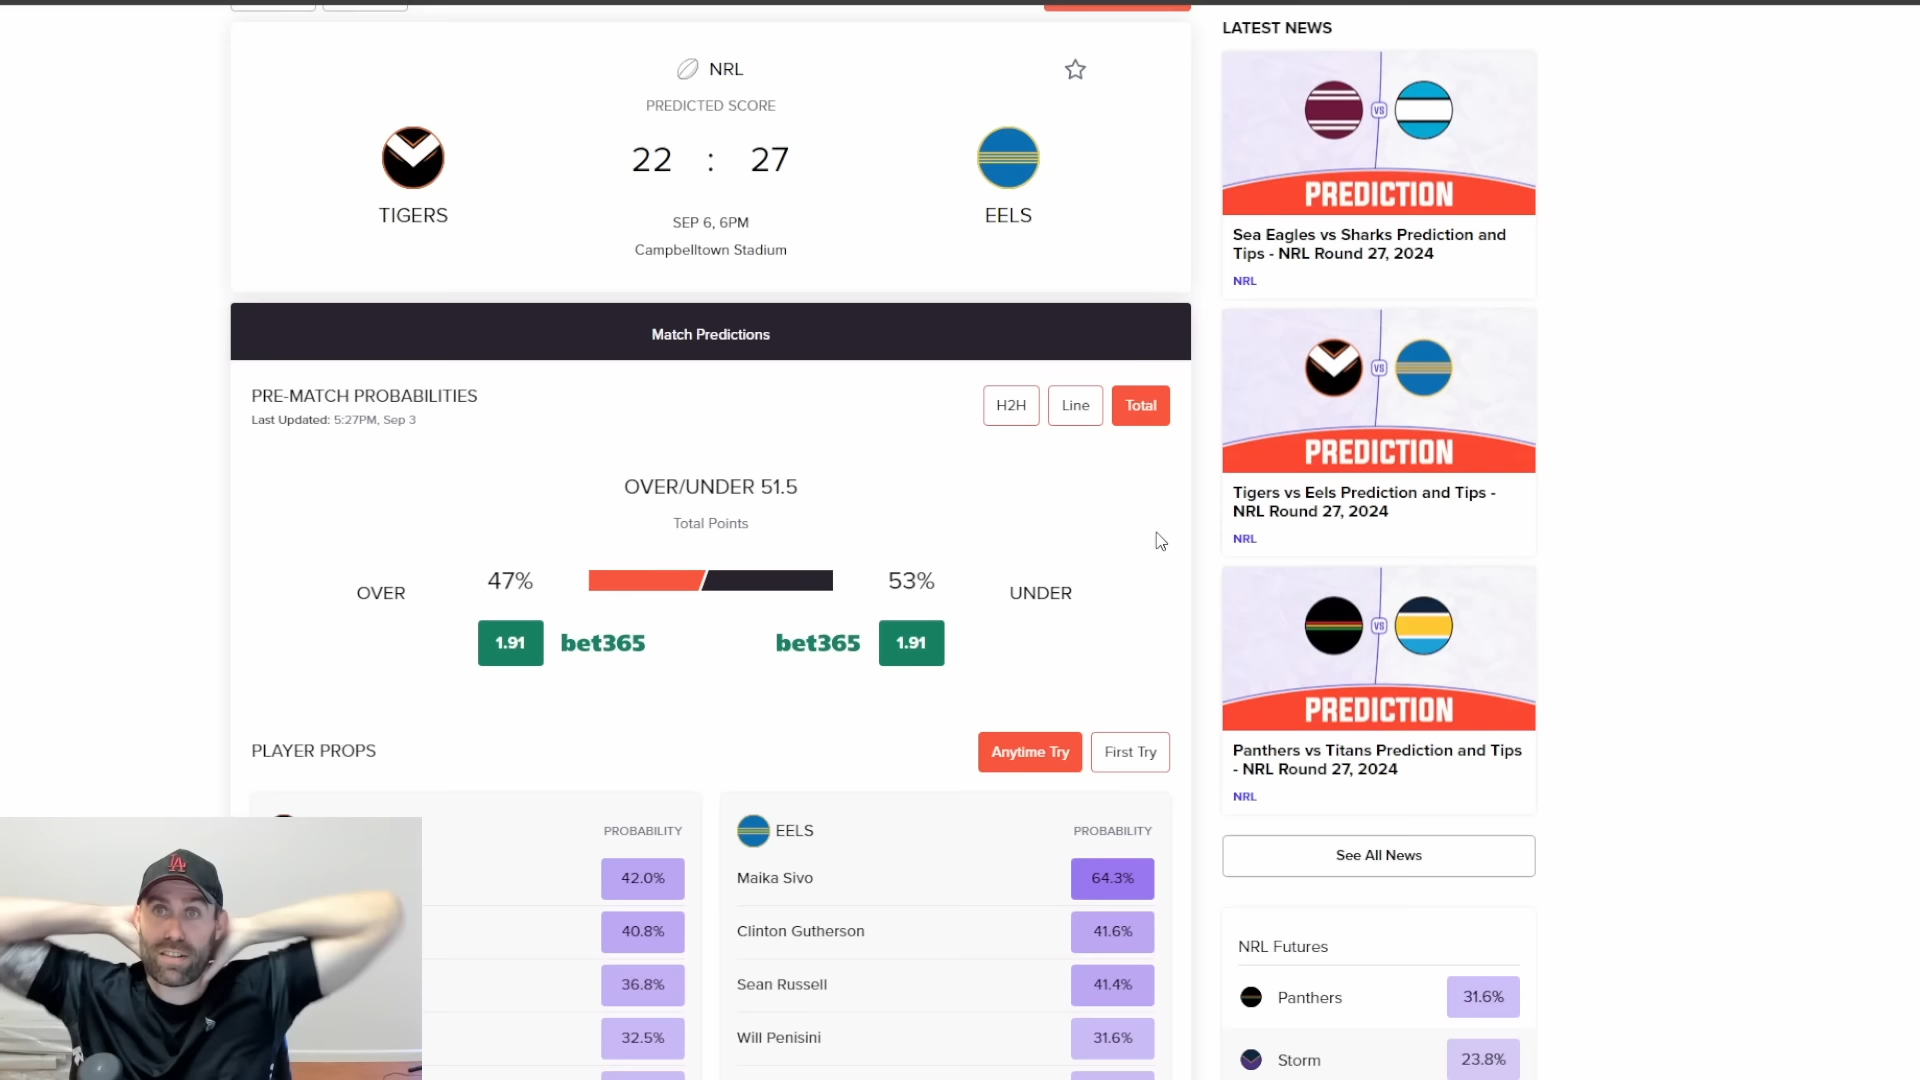 NRL
PREDICTED SCORE
22 : 27
TIGERS
EELS
SEP 6, 6PM
Campbelltown Stadium
Match Predictions
PRE-MATCH PROBABILITIES
Last Updated: 5:27PM, Sep 3
H2H
Line
Total
OVER/UNDER 51.5
Total Points
OVER
47%
53%
UNDER
1.91
bet365
bet365
1.91
PLAYER PROPS
Anytime Try
First Try
PROBABILITY
42.0%
40.8%
36.8%
32.5%
EELS
PROBABILITY
Maika Sivo
64.3%
Clinton Gutherson
41.6%
Sean Russell
41.4%
Will Penisini
31.6%
LA
LATEST NEWS
VS
PREDICTION
Sea Eagles vs Sharks Prediction and
Tips - NRL Round 27, 2024
NRL
VS
PREDICTION
Tigers vs Eels Prediction and Tips -
NRL Round 27, 2024
NRL
VS
PREDICTION
Panthers vs Titans Prediction and Tips
- NRL Round 27, 2024
NRL
See All News
NRL Futures
Panthers
31.6%
Storm
23.8%